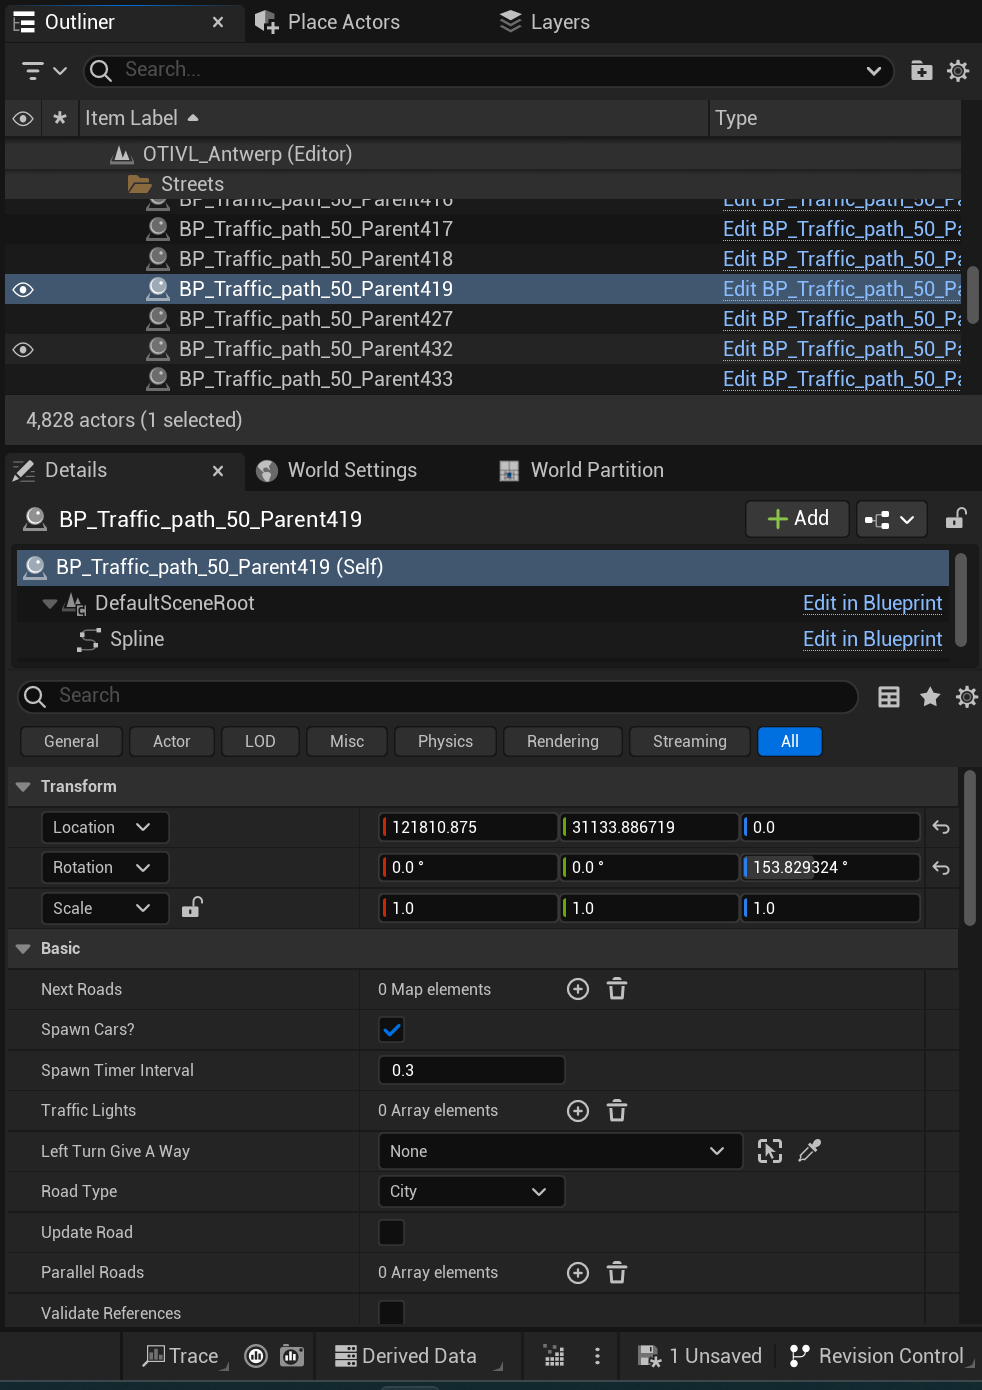 Outliner
Place Actors
Layers
Search...
* Item Label Type
OTIVL_Antwerp (Editor)
Streets
BP_Traffic_path_50_Parent416 Edit BP_Traffic_path_50_Pa
BP_Traffic_path_50_Parent417 Edit BP_Traffic_path_50_Pa
BP_Traffic_path_50_Parent418 Edit BP_Traffic_path_50_Pa
BP_Traffic_path_50_Parent419 Edit BP_Traffic_path_50_Pa
BP_Traffic_path_50_Parent427 Edit BP_Traffic_path_50_Pa
BP_Traffic_path_50_Parent432 Edit BP_Traffic_path_50_Pa
BP_Traffic_path_50_Parent433 Edit BP_Traffic_path_50_Pa
4,828 actors (1 selected)
Details
World Settings
World Partition
BP_Traffic_path_50_Parent419
Add
BP_Traffic_path_50_Parent419 (Self)
DefaultSceneRoot Edit in Blueprint
Spline Edit in Blueprint
Search
General Actor LOD Misc Physics Rendering Streaming All
Transform
Location 121810.875 31133.886719 0.0
Rotation 0.0 ° 0.0 ° 153.829324 °
Scale 1.0 1.0 1.0
Basic
Next Roads 0 Map elements
Spawn Cars?
Spawn Timer Interval 0.3
Traffic Lights 0 Array elements
Left Turn Give A Way None
Road Type City
Update Road
Parallel Roads 0 Array elements
Validate References
Trace Derived Data 1 Unsaved Revision Control